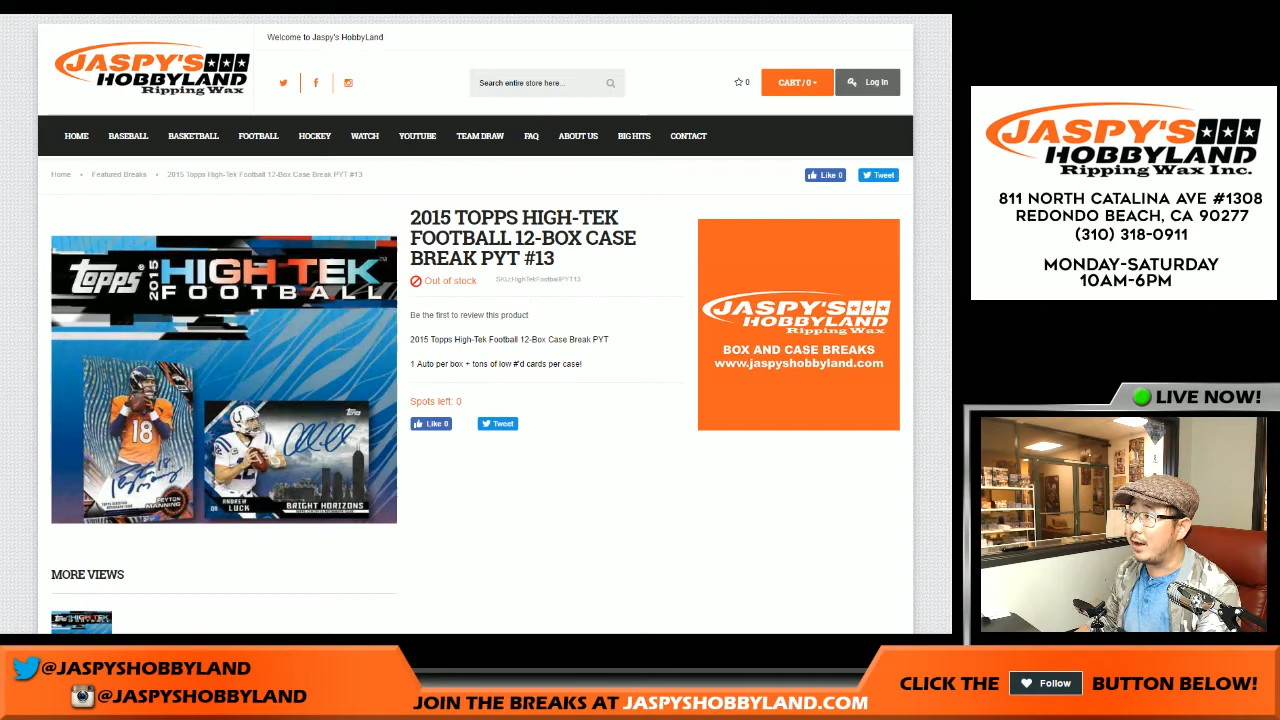 JASPY'S
HOBBYLAND
Ripping Wax
Welcome to Jaspy's HobbyLand
Search entire store here...
0
CART / 0
Log In
HOME BASEBALL BASKETBALL FOOTBALL HOCKEY WATCH YOUTUBE TEAM DRAW FAQ ABOUT US BIG HITS CONTACT
Home • Featured Breaks • 2015 Topps High-Tek Football 12-Box Case Break PYT #13
Like 0
Tweet
topps 2015 HIGH TEK™
FOOTBALL
18
PEYTON
MANNING
topps
ANDREW
LUCK
BRIGHT HORIZONS
2015 TOPPS HIGH-TEK
FOOTBALL 12-BOX CASE
BREAK PYT #13
Out of stock
SKU:HighTekFootballPYT13
Be the first to review this product
2015 Topps High-Tek Football 12-Box Case Break PYT
1 Auto per box + tons of low #'d cards per case!
Spots left: 0
Like 0
Tweet
JASPY'S
HOBBYLAND
Ripping Wax
BOX AND CASE BREAKS
www.jaspyshobbyland.com
MORE VIEWS
HIGH TEK
JASPY'S
HOBBYLAND
Ripping Wax Inc.
811 NORTH CATALINA AVE #1308
REDONDO BEACH, CA 90277
(310) 318-0911
MONDAY-SATURDAY
10AM-6PM
LIVE NOW!
@JASPYSHOBBYLAND
@JASPYSHOBBYLAND
JOIN THE BREAKS AT JASPYSHOBBYLAND.COM
CLICK THE Follow BUTTON BELOW!